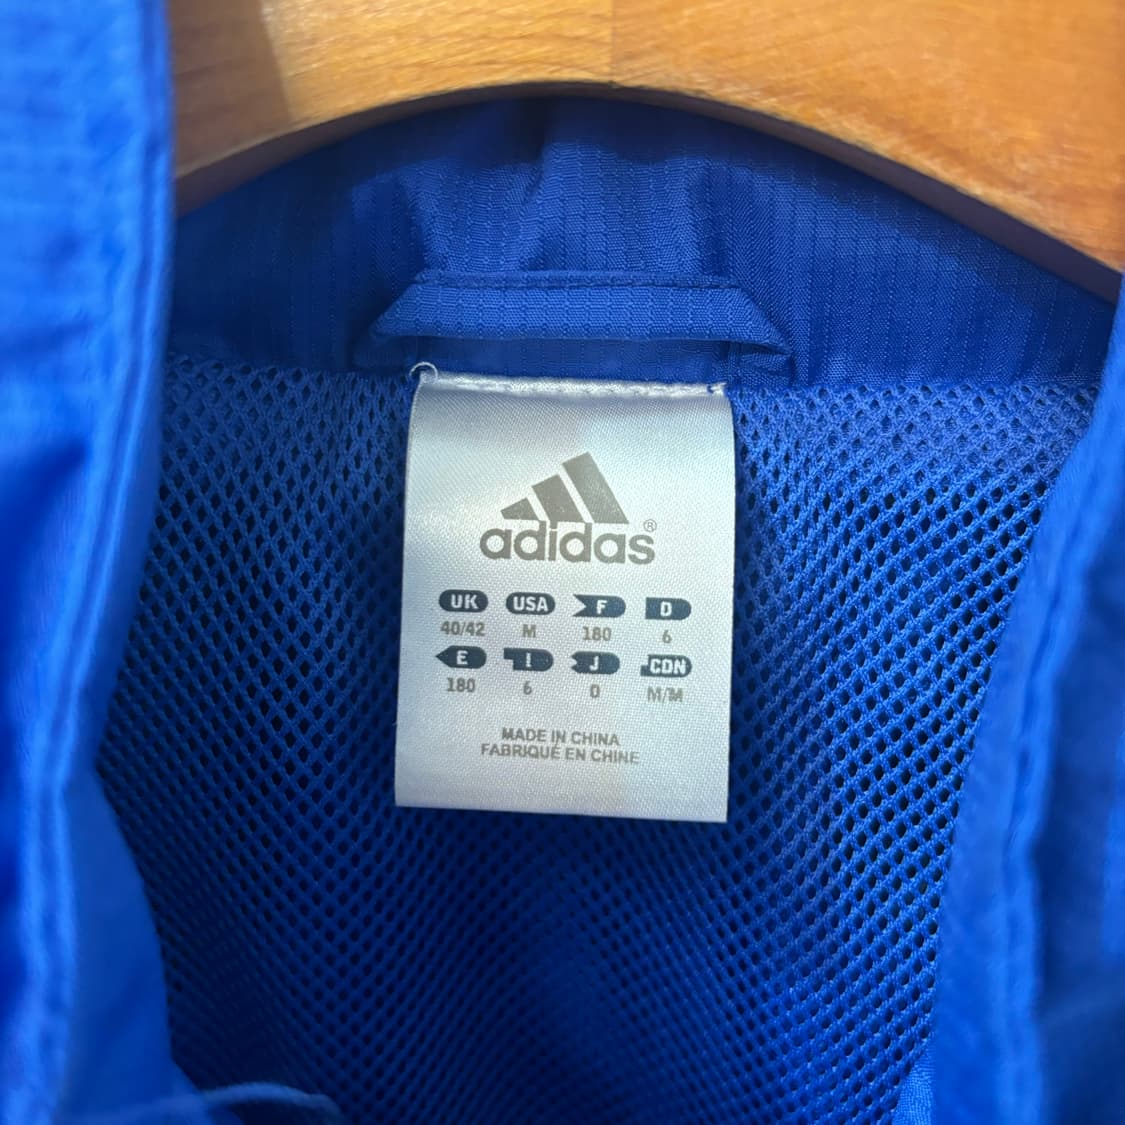 adidas®
UK USA F D
40/42 M 180 6
E I J CDN
180 6 O M/M
MADE IN CHINA
FABRIQUÉ EN CHINE